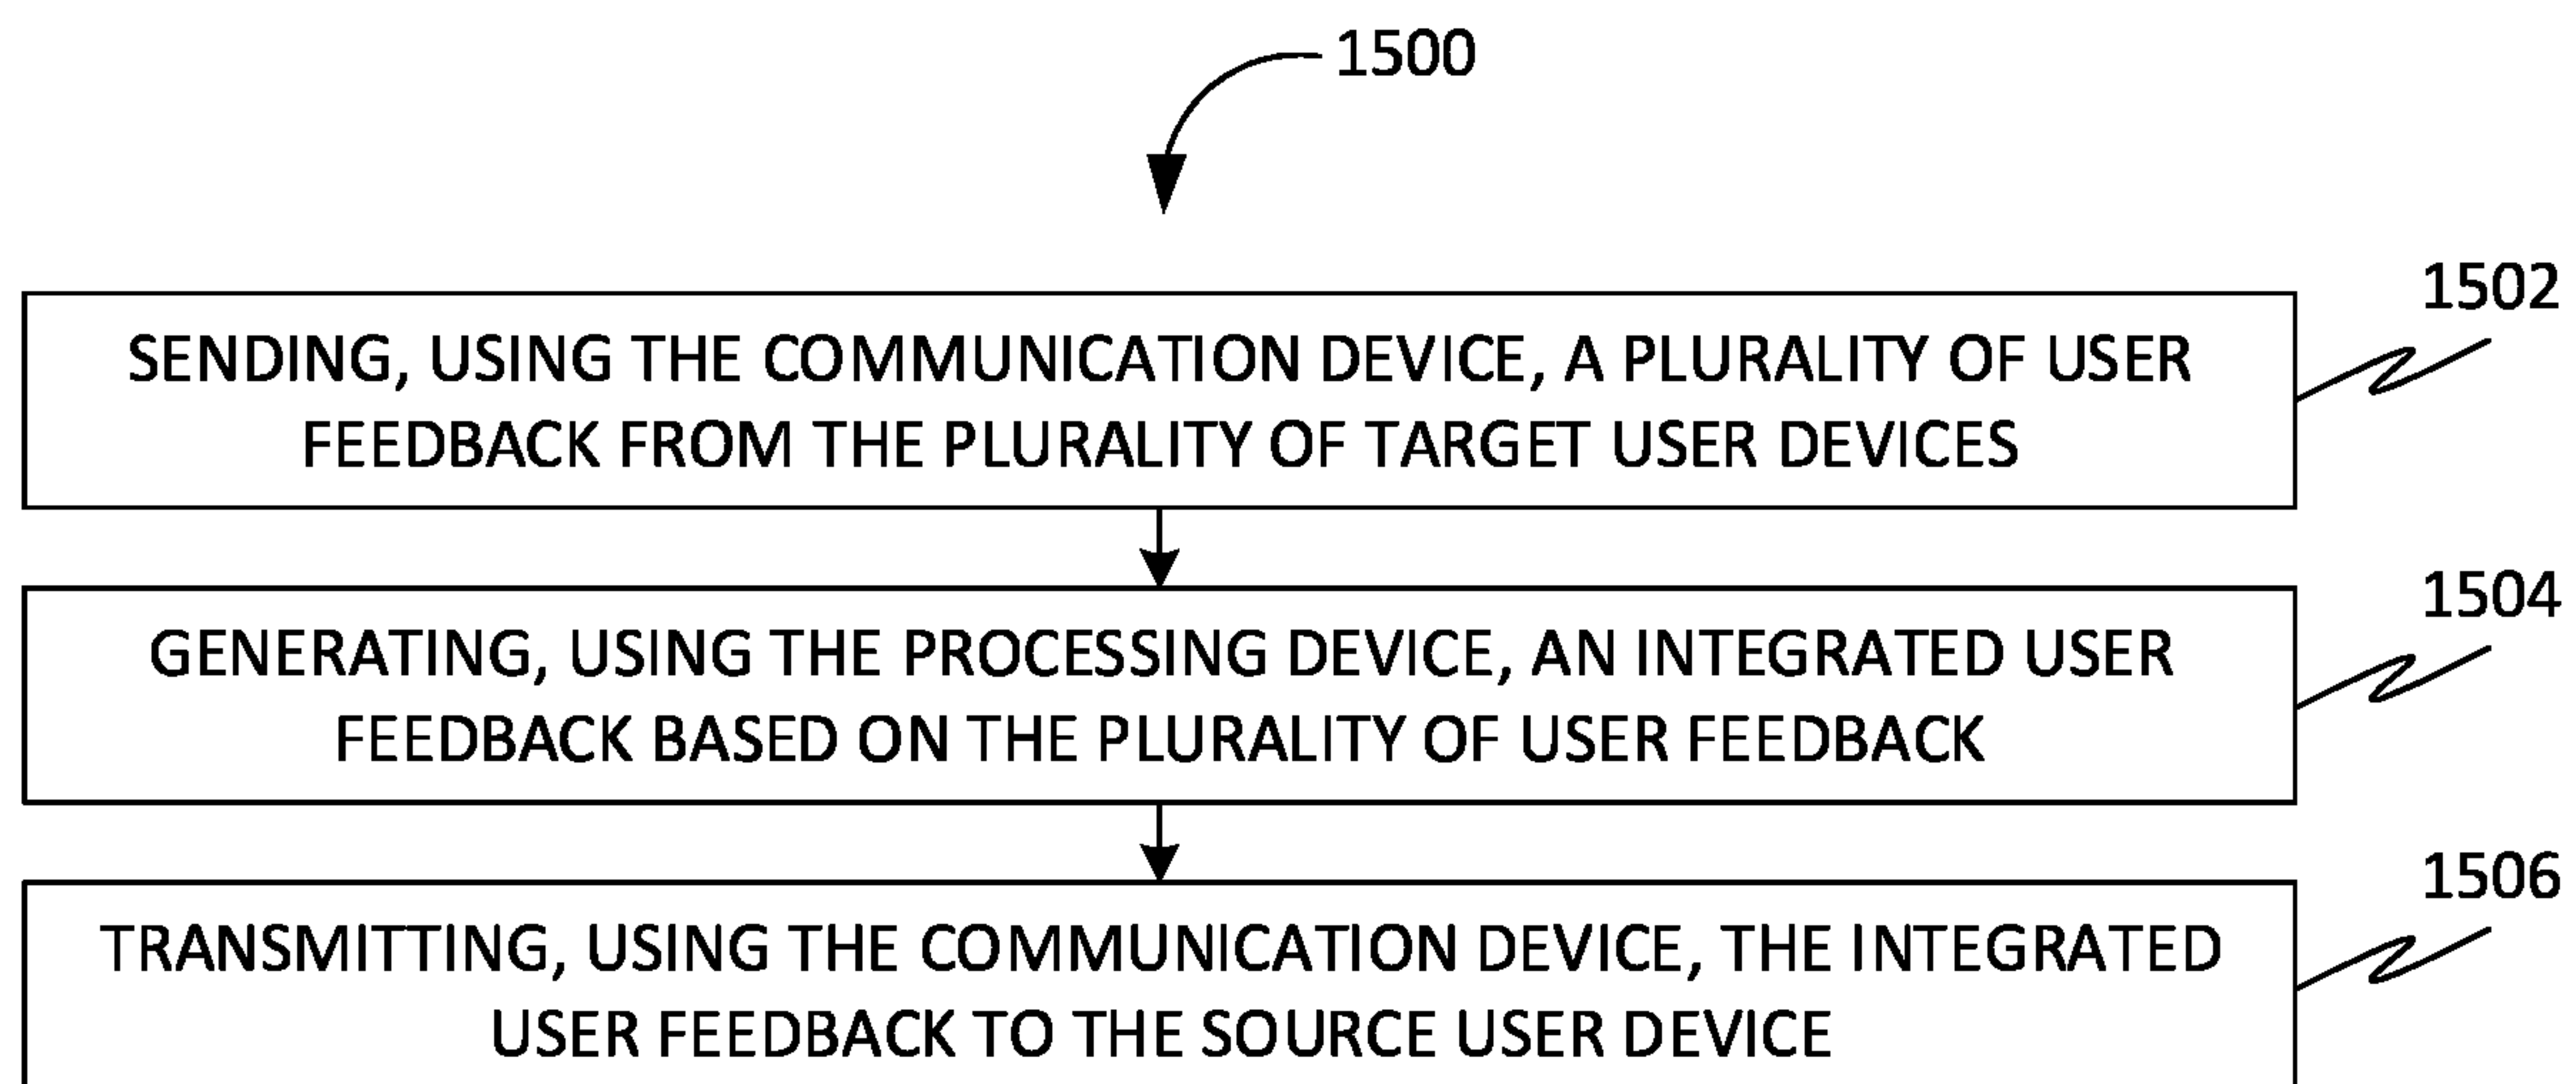 1500
1502
SENDING, USING THE COMMUNICATION DEVICE, A PLURALITY OF USER
FEEDBACK FROM THE PLURALITY OF TARGET USER DEVICES
1504
GENERATING, USING THE PROCESSING DEVICE, AN INTEGRATED USER
FEEDBACK BASED ON THE PLURALITY OF USER FEEDBACK
1506
TRANSMITTING, USING THE COMMUNICATION DEVICE, THE INTEGRATED
USER FEEDBACK TO THE SOURCE USER DEVICE